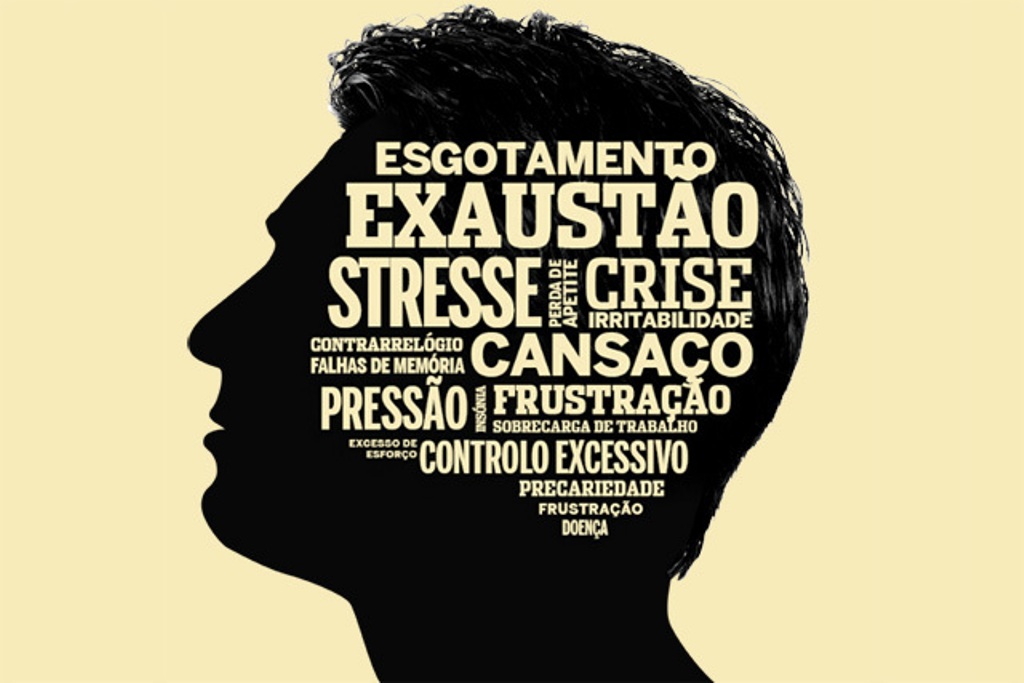 ESGOTAMENTO
EXAUSTÃO
STRESSE
PERDA DE
APETITE
CRISE
IRRITABILIDADE
CONTRARRELÓGIO
FALHAS DE MEMÓRIA
CANSAÇO
PRESSÃO
INSÓNIA
FRUSTRAÇÃO
SOBRECARGA DE TRABALHO
EXCESSO DE
ESFORÇO
CONTROLO EXCESSIVO
PRECARIEDADE
FRUSTRAÇÃO
DOENÇA